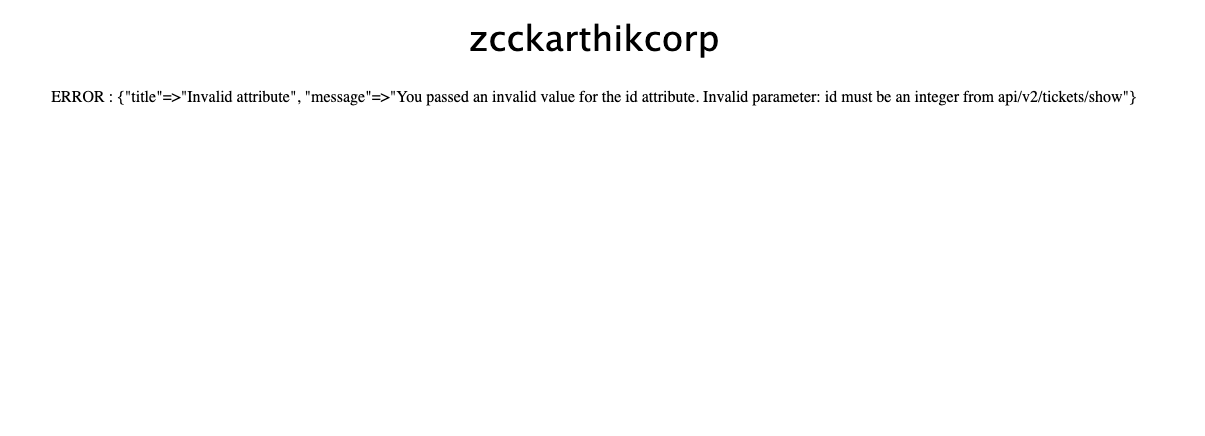 zcckarthikcorp
ERROR : {"title"=>"Invalid attribute", "message"=>"You passed an invalid value for the id attribute. Invalid parameter: id must be an integer from api/v2/tickets/show"}